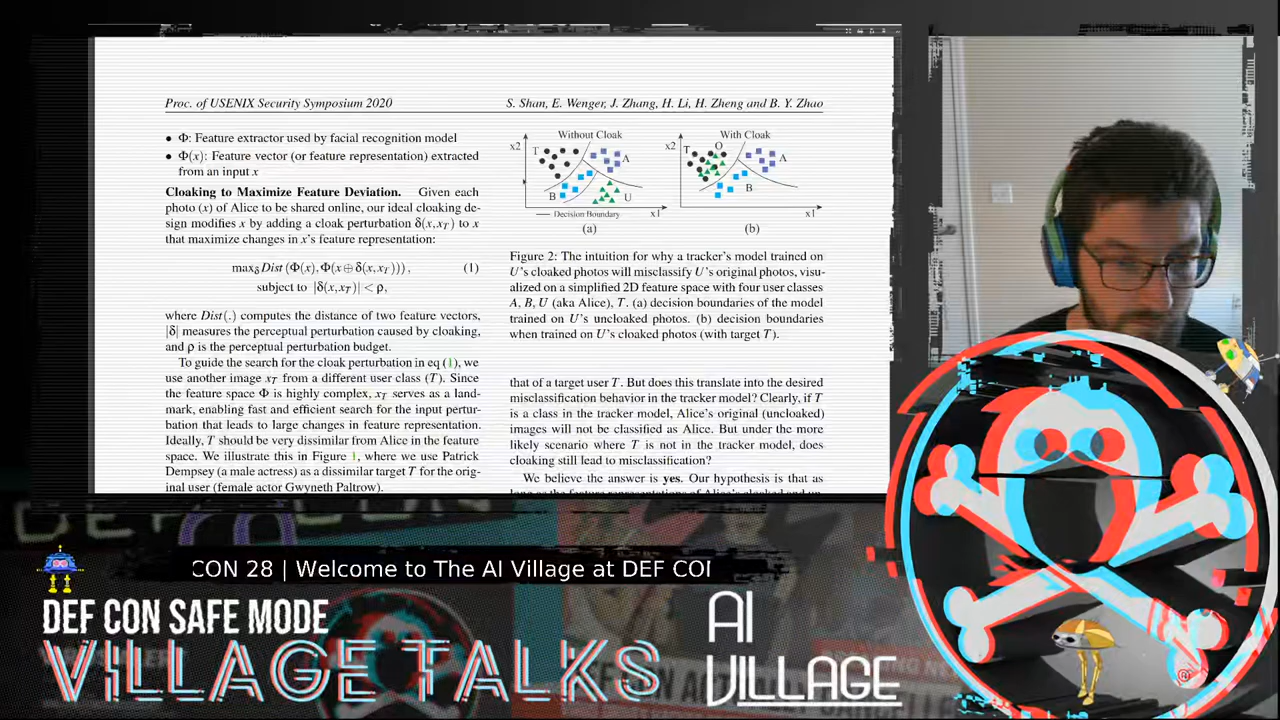 Proc. of USENIX Security Symposium 2020
S. Shan, E. Wenger, J. Zhang, H. Li, H. Zheng and B. Y. Zhao
• Φ: Feature extractor used by facial recognition model
• Φ(x): Feature vector (or feature representation) extracted
from an input x
Cloaking to Maximize Feature Deviation. Given each
photo (x) of Alice to be shared online, our ideal cloaking de-
sign modifies x by adding a cloak perturbation δ(x,xT) to x
that maximize changes in x's feature representation:
maxδ Dist (Φ(x), Φ(x ⊕ δ(x,xT))), (1)
subject to |δ(x,xT)| < ρ,
where Dist(.) computes the distance of two feature vectors,
|δ| measures the perceptual perturbation caused by cloaking,
and ρ is the perceptual perturbation budget.
To guide the search for the cloak perturbation in eq (1), we
use another image xT from a different user class (T). Since
the feature space Φ is highly complex, xT serves as a land-
mark, enabling fast and efficient search for the input pertur-
bation that leads to large changes in feature representation.
Ideally, T should be very dissimilar from Alice in the feature
space. We illustrate this in Figure 1, where we use Patrick
Dempsey (a male actress) as a dissimilar target T for the orig-
inal user (female actor Gwyneth Paltrow).
Without Cloak
x2
T
A
B
U
Decision Boundary
x1
(a)
With Cloak
x2
T
O
A
B
x1
(b)
Figure 2: The intuition for why a tracker's model trained on
U's cloaked photos will misclassify U's original photos, visu-
alized on a simplified 2D feature space with four user classes
A, B, U (aka Alice), T. (a) decision boundaries of the model
trained on U's uncloaked photos. (b) decision boundaries
when trained on U's cloaked photos (with target T).
that of a target user T. But does this translate into the desired
misclassification behavior in the tracker model? Clearly, if T
is a class in the tracker model, Alice's original (uncloaked)
images will not be classified as Alice. But under the more
likely scenario where T is not in the tracker model, does
cloaking still lead to misclassification?
We believe the answer is yes. Our hypothesis is that as
long as the feature representations of Alice's cloaked and un-
CON 28 | Welcome to The AI Village at DEF CO
DEF CON SAFE MODE
VILLAGE TALKS
AI
VILLAGE